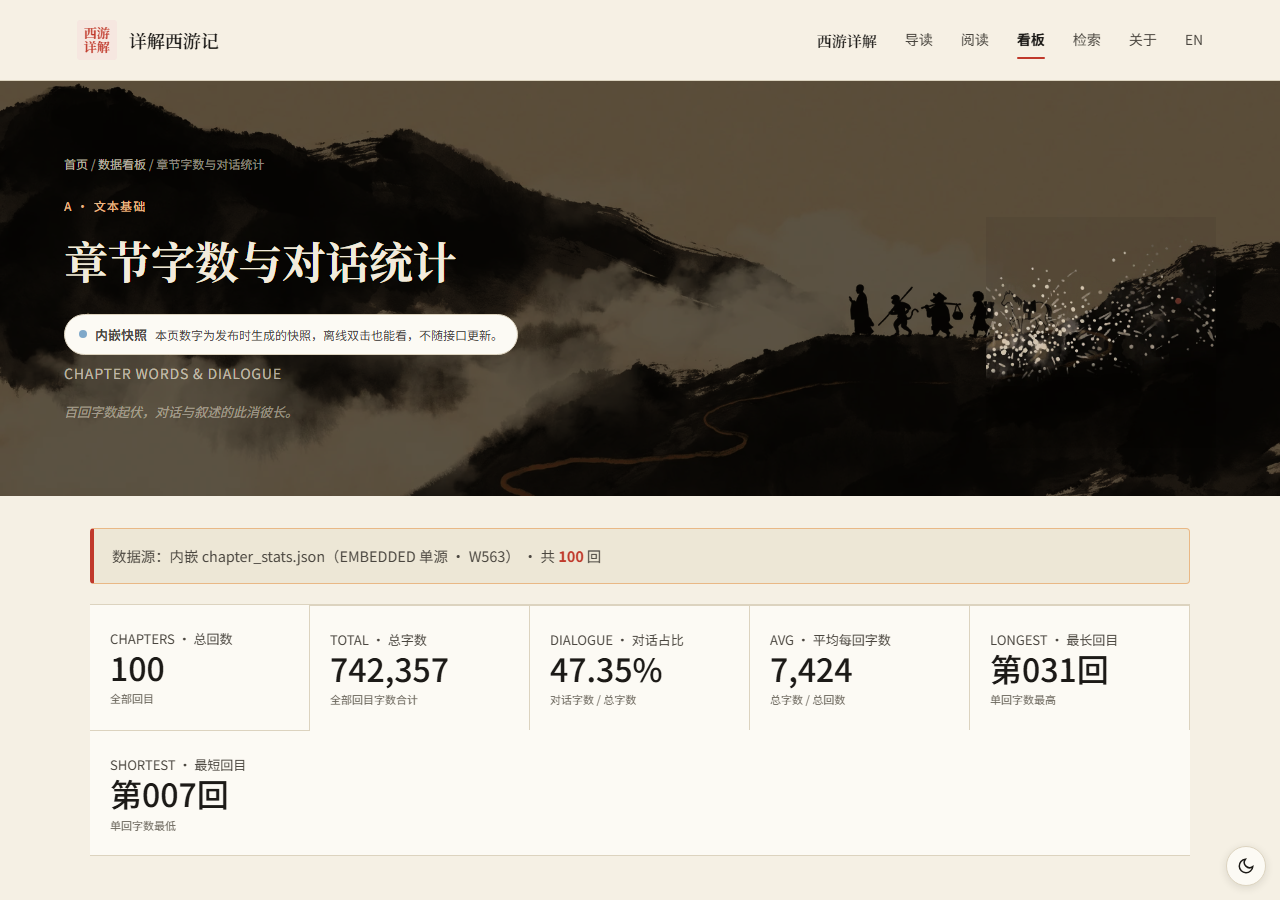 西游
详解
详解西游记
西游详解 导读 阅读 看板 检索 关于 EN
首页 / 数据看板 / 章节字数与对话统计
A · 文本基础
章节字数与对话统计
内嵌快照 本页数字为发布时生成的快照，离线双击也能看，不随接口更新。
CHAPTER WORDS & DIALOGUE
百回字数起伏，对话与叙述的此消彼长。
数据源：内嵌 chapter_stats.json（EMBEDDED 单源 · W563） · 共 100 回
CHAPTERS · 总回数
100
全部回目
TOTAL · 总字数
742,357
全部回目字数合计
DIALOGUE · 对话占比
47.35%
对话字数 / 总字数
AVG · 平均每回字数
7,424
总字数 / 总回数
LONGEST · 最长回目
第031回
单回字数最高
SHORTEST · 最短回目
第007回
单回字数最低